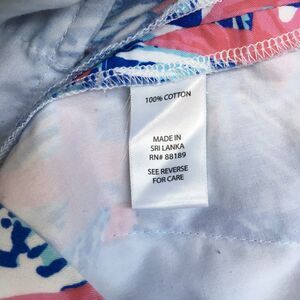 100% COTTON
MADE IN
SRI LANKA
RN# 88189
SEE REVERSE
FOR CARE